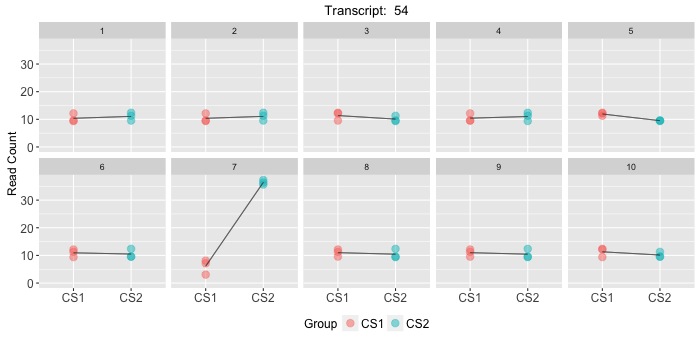 Transcript: 54
1 2 3 4 5
30
20
10
0
Read Count
6 7 8 9 10
30
20
10
0
CS1 CS2 CS1 CS2 CS1 CS2 CS1 CS2 CS1 CS2
Group CS1 CS2